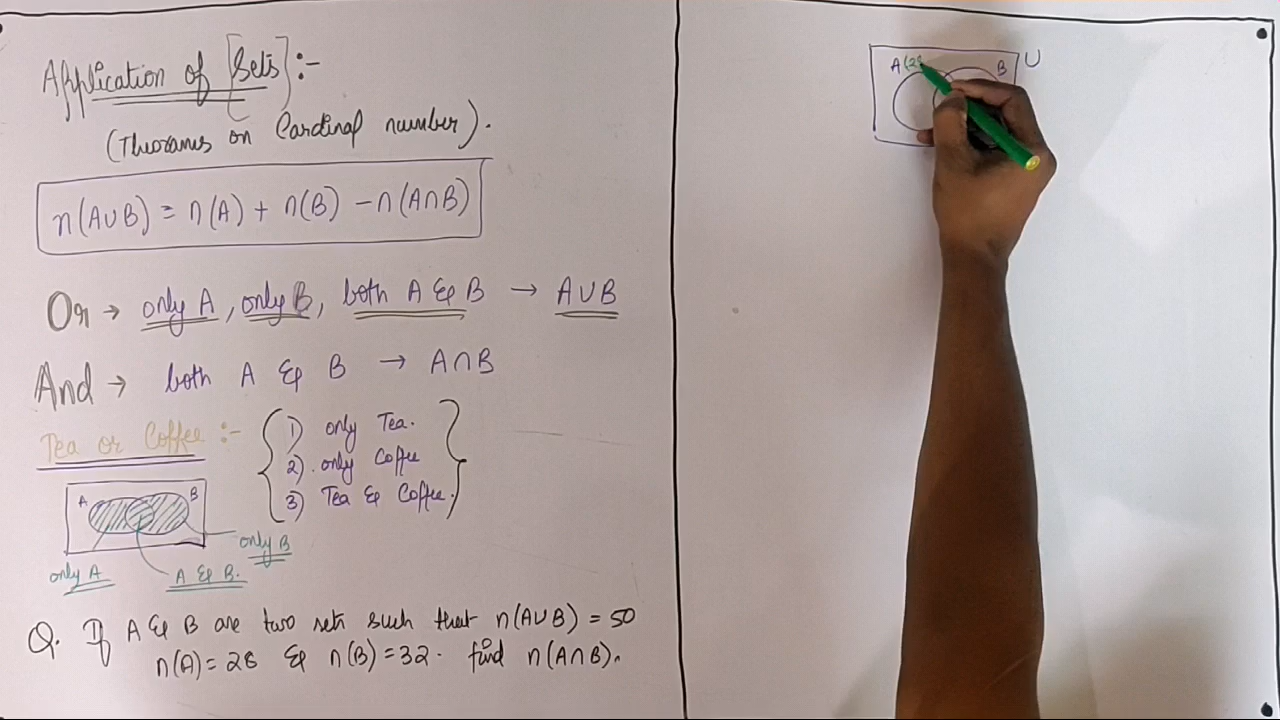 Application of [Sets] :-
(Theorems on Cardinal number).
n(A∪B) = n(A) + n(B) - n(A∩B)
Or → only A, only B, both A & B → A∪B
And → both A & B → A∩B
Tea or Coffee :-
1) only Tea.
2). only Coffee
3) Tea & Coffee.
A B
only B
only A
A & B.
Q. If A & B are two sets such that n(A∪B) = 50
n(A) = 28 & n(B) = 32. find n(A∩B).
A (28 B U